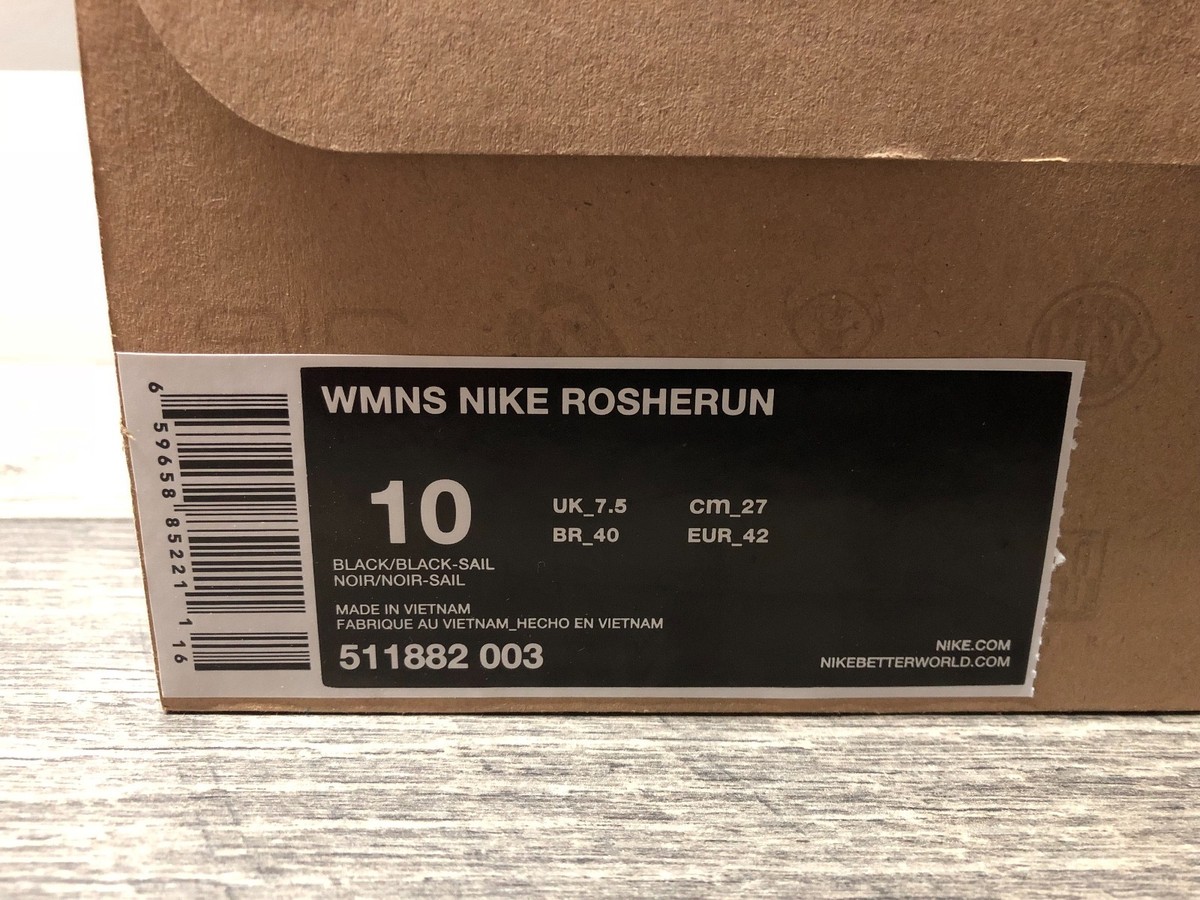 WMNS NIKE ROSHERUN
10
UK_7.5 cm_27
BR_40 EUR_42
BLACK/BLACK-SAIL
NOIR/NOIR-SAIL
MADE IN VIETNAM
FABRIQUE AU VIETNAM_HECHO EN VIETNAM
511882 003
NIKE.COM
NIKEBETTERWORLD.COM
6 59658 85221 1 16